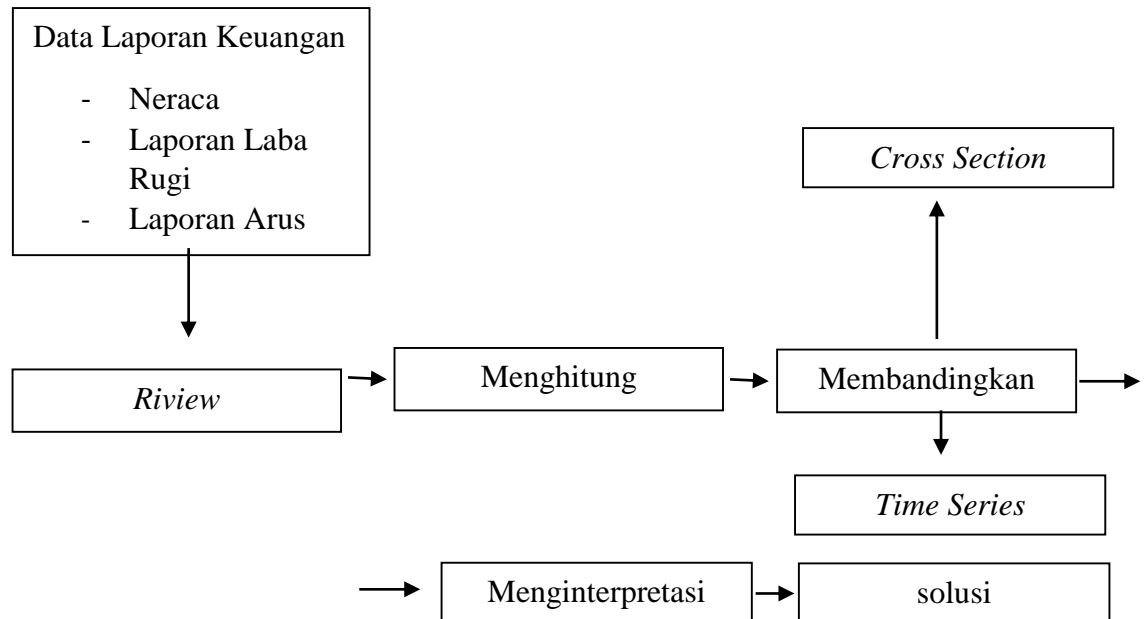 Data Laporan Keuangan
- Neraca
- Laporan Laba
Rugi
- Laporan Arus
Cross Section
Riview
Menghitung
Membandingkan
Time Series
Menginterpretasi
solusi